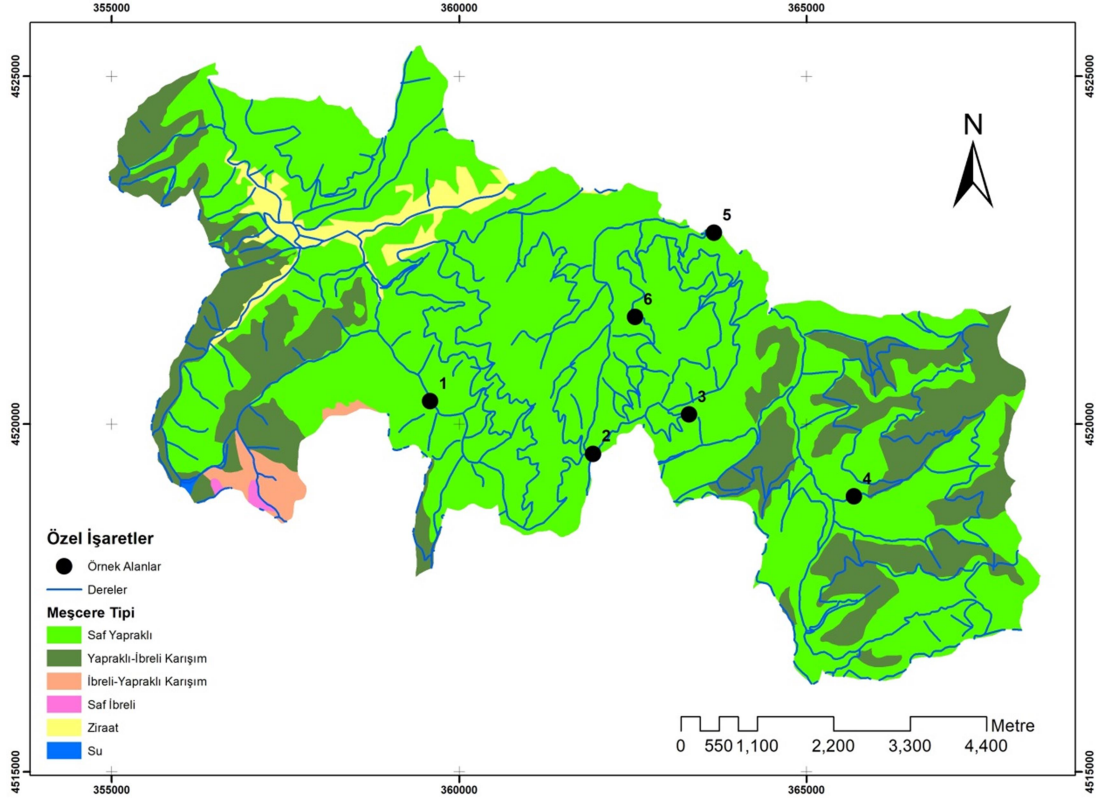 355000 360000 365000
4525000 4525000
N
5
6
1
3
2
4520000 4520000
4
Özel İşaretler
Örnek Alanlar
Dereler
Meşcere Tipi
Saf Yapraklı
Yapraklı-İbreli Karışım
İbreli-Yapraklı Karışım
Saf İbreli
Ziraat
Su
Metre
0 550 1,100 2,200 3,300 4,400
4515000 4515000
355000 360000 365000